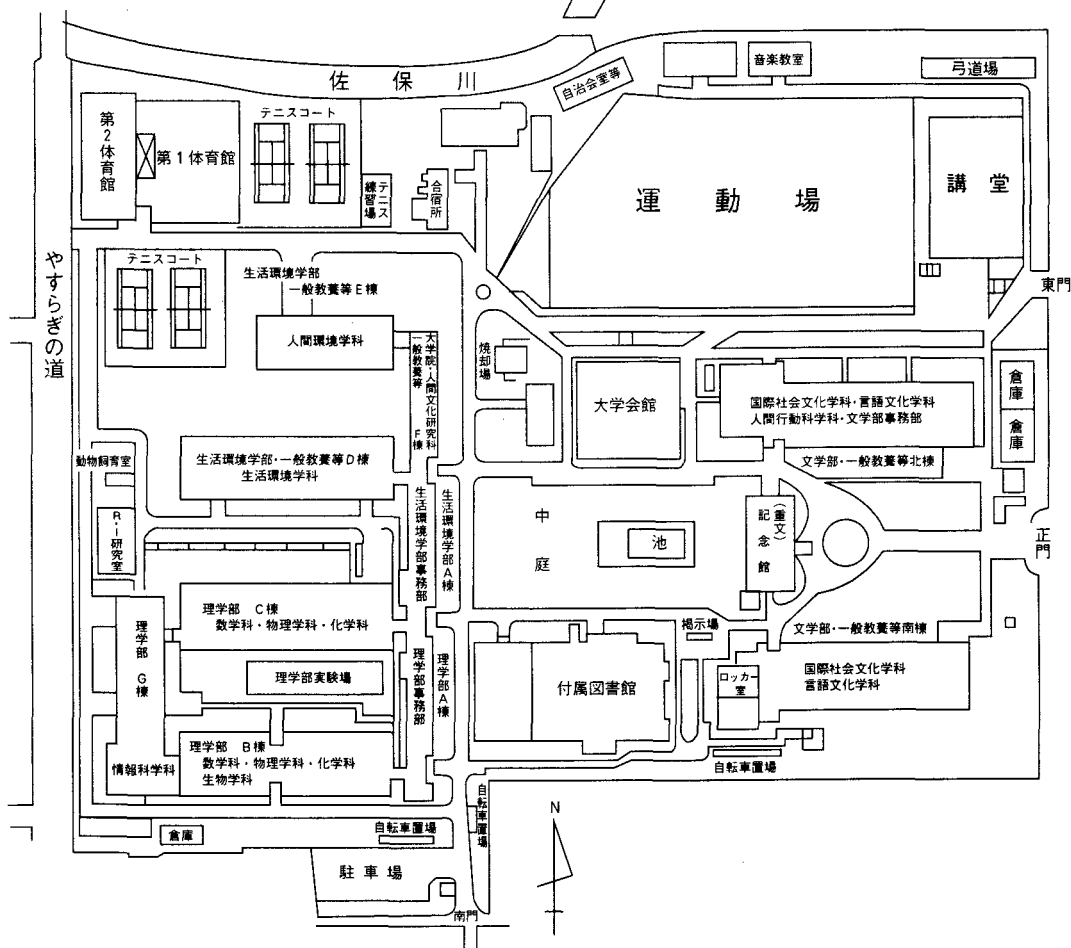 佐保川
自治会室等
音楽教室
弓道場
第2体育館
第1体育館
テニスコート
テニス
練習場
合宿所
運動場
講堂
東門
やすらぎの道
テニスコート
生活環境学部
一般教養等E棟
人間環境学科
大学院・人間文化研究科
一般教養等 F棟
焼却場
大学会館
国際社会文化学科・言語文化学科
人間行動科学科・文学部事務部
倉庫
倉庫
動物飼育室
生活環境学部・一般教養等D棟
生活環境学科
文学部・一般教養等北棟
R・I研究室
生活環境学部事務部
生活環境学部A棟
中庭
池
(重文)
記念館
正門
理学部 C棟
数学科・物理学科・化学科
理学部 G棟
理学部実験場
理学部事務部
理学部A棟
掲示場
文学部・一般教養等南棟
付属図書館
ロッカー
室
国際社会文化学科
言語文化学科
理学部 B棟
数学科・物理学科・化学科
生物学科
情報科学科
自転車置場
自転車置場
倉庫
自転車置場
駐車場
南門
N